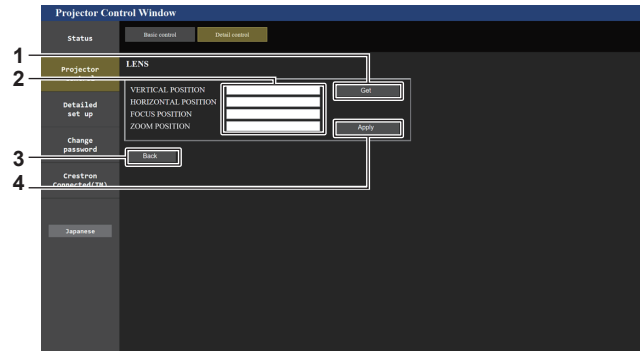 Projector Control Window
Status
Basic control
Detail control
1
Projector
LENS
2
VERTICAL POSITION
Get
HORIZONTAL POSITION
FOCUS POSITION
ZOOM POSITION
Apply
Detailed
set up
Change
password
3
Back
4
Crestron
Connected(TM)
Japanese